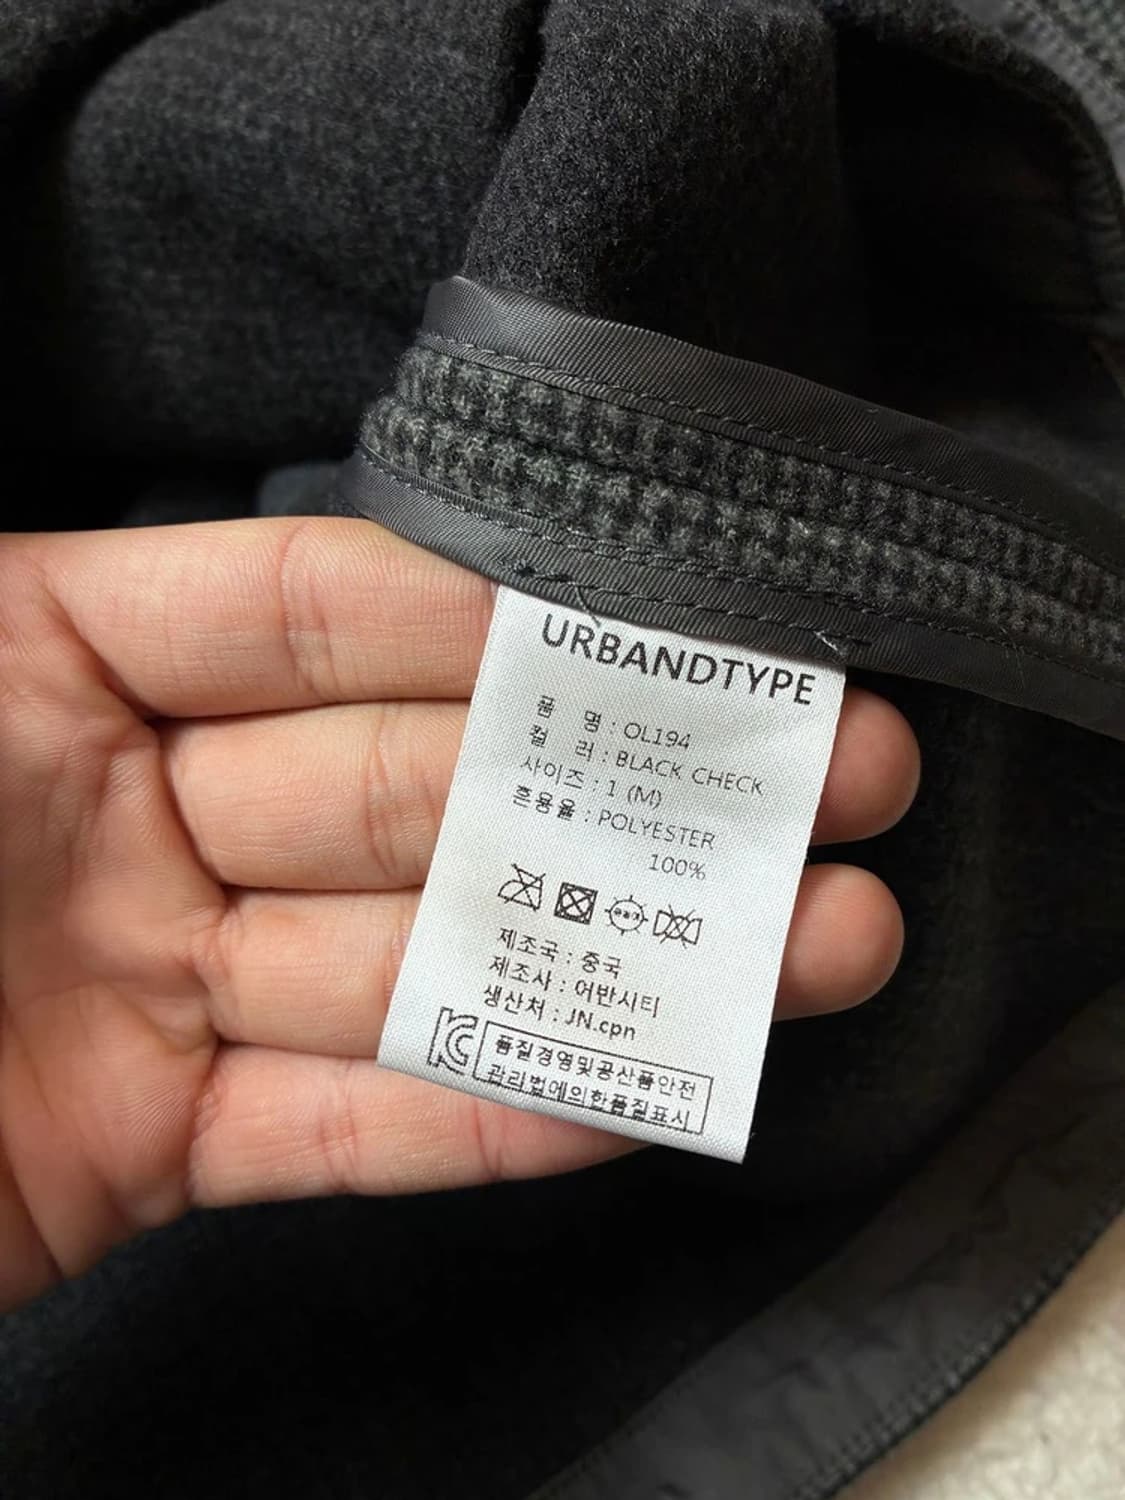 URBANDTYPE
품 명 : OL194
컬 러 : BLACK CHECK
사이즈 : 1 (M)
혼용율 : POLYESTER
100%
제조국 : 중국
제조사 : 어반시티
생산처 : JN.cpn
품질경영및공산품안전
관리법에의한품질표시